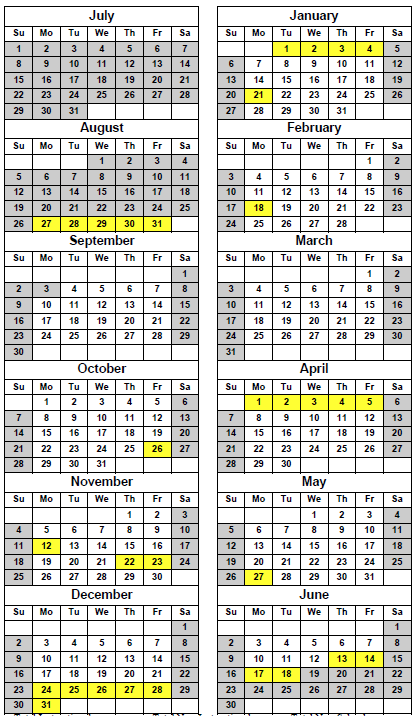 July
Su Mo Tu We Th Fr Sa
1 2 3 4 5 6 7
8 9 10 11 12 13 14
15 16 17 18 19 20 21
22 23 24 25 26 27 28
29 30 31
August
Su Mo Tu We Th Fr Sa
1 2 3 4
5 6 7 8 9 10 11
12 13 14 15 16 17 18
19 20 21 22 23 24 25
26 27 28 29 30 31
September
Su Mo Tu We Th Fr Sa
1
2 3 4 5 6 7 8
9 10 11 12 13 14 15
16 17 18 19 20 21 22
23 24 25 26 27 28 29
30
October
Su Mo Tu We Th Fr Sa
1 2 3 4 5 6
7 8 9 10 11 12 13
14 15 16 17 18 19 20
21 22 23 24 25 26 27
28 29 30 31
November
Su Mo Tu We Th Fr Sa
1 2 3
4 5 6 7 8 9 10
11 12 13 14 15 16 17
18 19 20 21 22 23 24
25 26 27 28 29 30
December
Su Mo Tu We Th Fr Sa
1
2 3 4 5 6 7 8
9 10 11 12 13 14 15
16 17 18 19 20 21 22
23 24 25 26 27 28 29
30 31
January
Su Mo Tu We Th Fr Sa
1 2 3 4 5
6 7 8 9 10 11 12
13 14 15 16 17 18 19
20 21 22 23 24 25 26
27 28 29 30 31
February
Su Mo Tu We Th Fr Sa
1 2
3 4 5 6 7 8 9
10 11 12 13 14 15 16
17 18 19 20 21 22 23
24 25 26 27 28
March
Su Mo Tu We Th Fr Sa
1 2
3 4 5 6 7 8 9
10 11 12 13 14 15 16
17 18 19 20 21 22 23
24 25 26 27 28 29 30
31
April
Su Mo Tu We Th Fr Sa
1 2 3 4 5 6
7 8 9 10 11 12 13
14 15 16 17 18 19 20
21 22 23 24 25 26 27
28 29 30
May
Su Mo Tu We Th Fr Sa
1 2 3 4
5 6 7 8 9 10 11
12 13 14 15 16 17 18
19 20 21 22 23 24 25
26 27 28 29 30 31
June
Su Mo Tu We Th Fr Sa
1
2 3 4 5 6 7 8
9 10 11 12 13 14 15
16 17 18 19 20 21 22
23 24 25 26 27 28 29
30